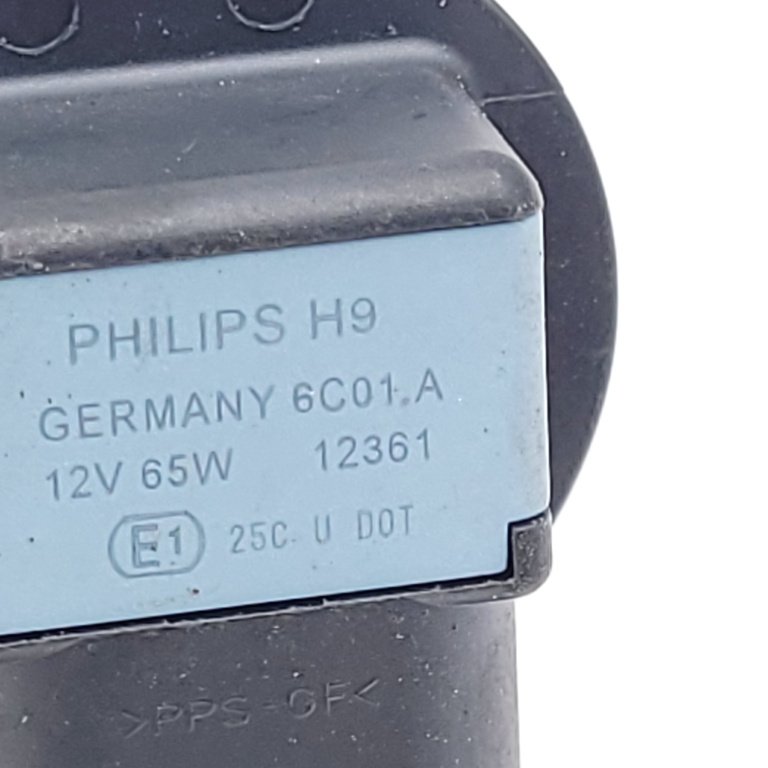 PHILIPS H9
GERMANY 6C01.A
12V 65W 12361
E1 25C U DOT
>PPS-GF<